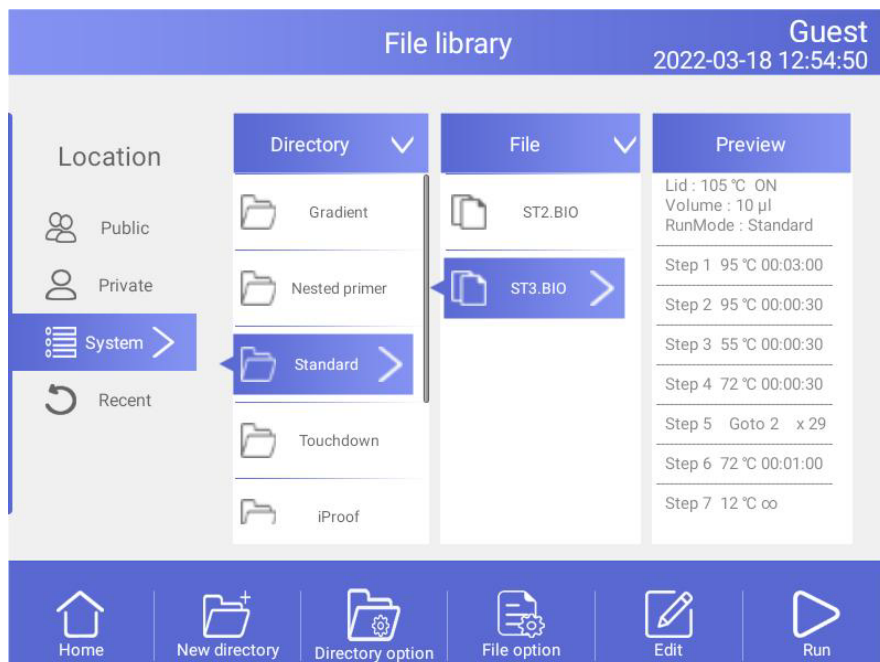 File library
Guest
2022-03-18 12:54:50
Location
Public
Private
System
Recent
Directory
Gradient
Nested primer
Standard
Touchdown
iProof
File
ST2.BIO
ST3.BIO
Preview
Lid : 105 ℃ ON
Volume : 10 µl
RunMode : Standard
Step 1 95 ℃ 00:03:00
Step 2 95 ℃ 00:00:30
Step 3 55 ℃ 00:00:30
Step 4 72 ℃ 00:00:30
Step 5 Goto 2 x 29
Step 6 72 ℃ 00:01:00
Step 7 12 ℃ ∞
Home
New directory
Directory option
File option
Edit
Run